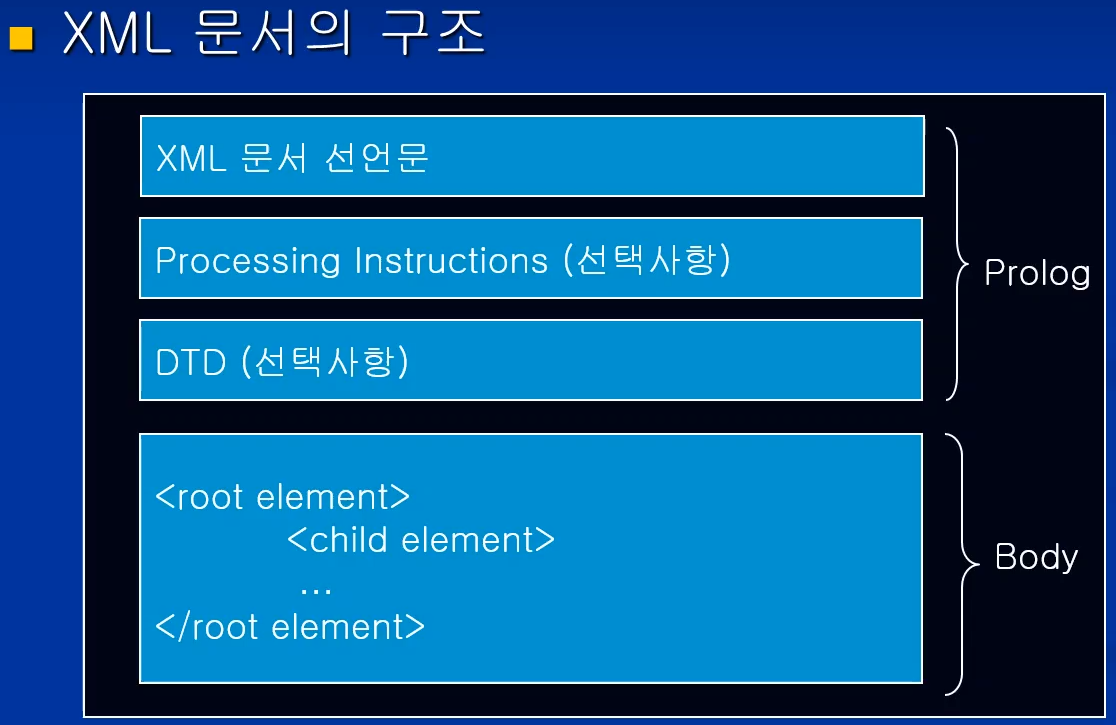 XML 문서의 구조
XML 문서 선언문
Processing Instructions (선택사항)
DTD (선택사항)
Prolog
<root element>
<child element>
...
</root element>
Body